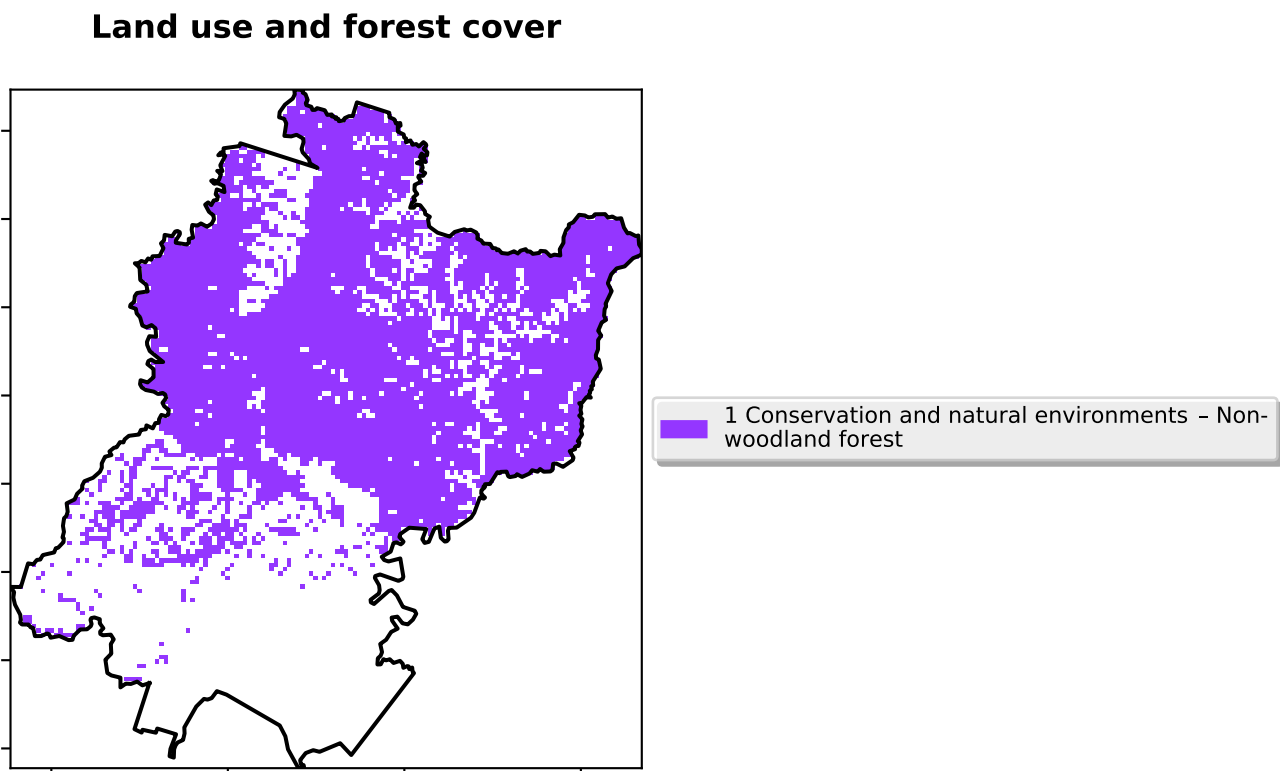 Land use and forest cover
1 Conservation and natural environments – Non-
woodland forest